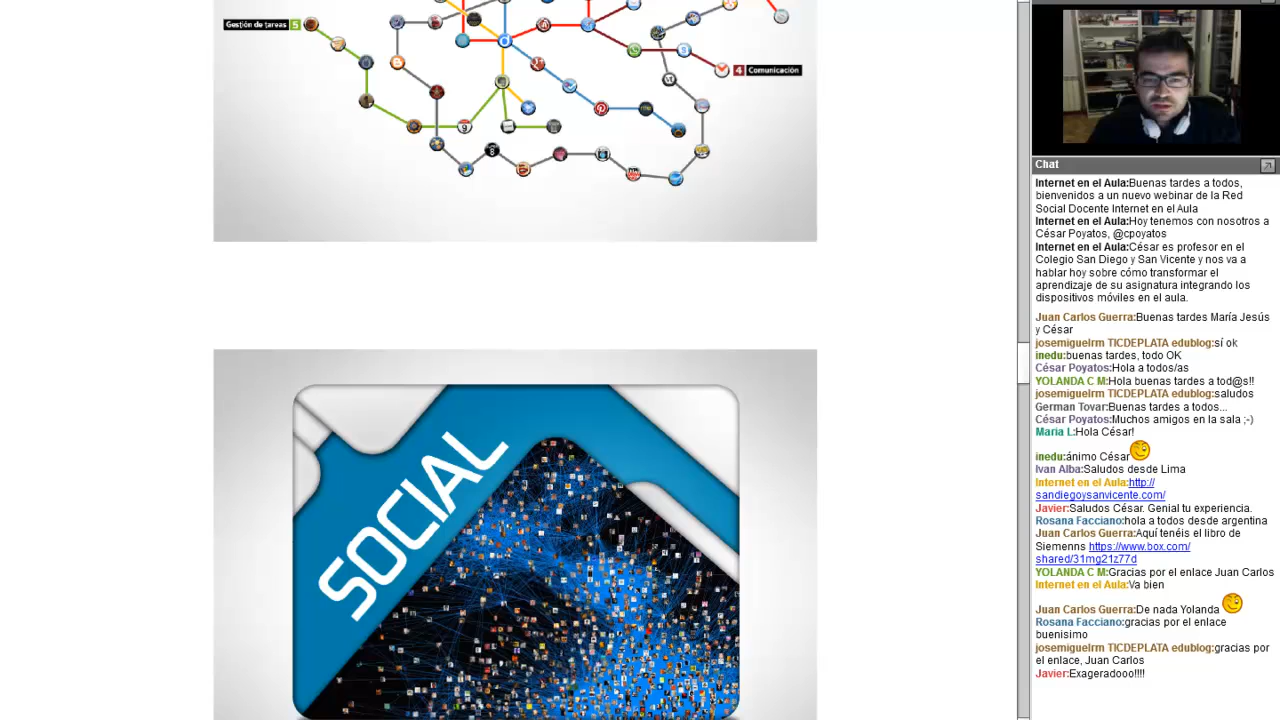 Gestión de tareas 5
4 Comunicación
9
8
SOCIAL
Chat
Internet en el Aula:Buenas tardes a todos,
bienvenidos a un nuevo webinar de la Red
Social Docente Internet en el Aula
Internet en el Aula:Hoy tenemos con nosotros a
César Poyatos, @cpoyatos
Internet en el Aula:César es profesor en el
Colegio San Diego y San Vicente y nos va a
hablar hoy sobre cómo transformar el
aprendizaje de su asignatura integrando los
dispositivos móviles en el aula.
Juan Carlos Guerra:Buenas tardes María Jesús
y César
josemiguelrm TICDEPLATA edublog:sí ok
inedu:buenas tardes, todo OK
César Poyatos:Hola a todos/as
YOLANDA C M:Hola buenas tardes a tod@s!!
josemiguelrm TICDEPLATA edublog:saludos
German Tovar:Buenas tardes a todos...
César Poyatos:Muchos amigos en la sala ;-)
Maria L:Hola César!
inedu:ánimo César
Ivan Alba:Saludos desde Lima
Internet en el Aula:http://
sandiegoysanvicente.com/
Javier:Saludos César. Genial tu experiencia.
Rosana Facciano:hola a todos desde argentina
Juan Carlos Guerra:Aquí tenéis el libro de
Siemenns https://www.box.com/
shared/31mg21z77d
YOLANDA C M:Gracias por el enlace Juan Carlos
Internet en el Aula:Va bien
Juan Carlos Guerra:De nada Yolanda
Rosana Facciano:gracias por el enlace
buenisimo
josemiguelrm TICDEPLATA edublog:gracias por
el enlace, Juan Carlos
Javier:Exageradooo!!!!